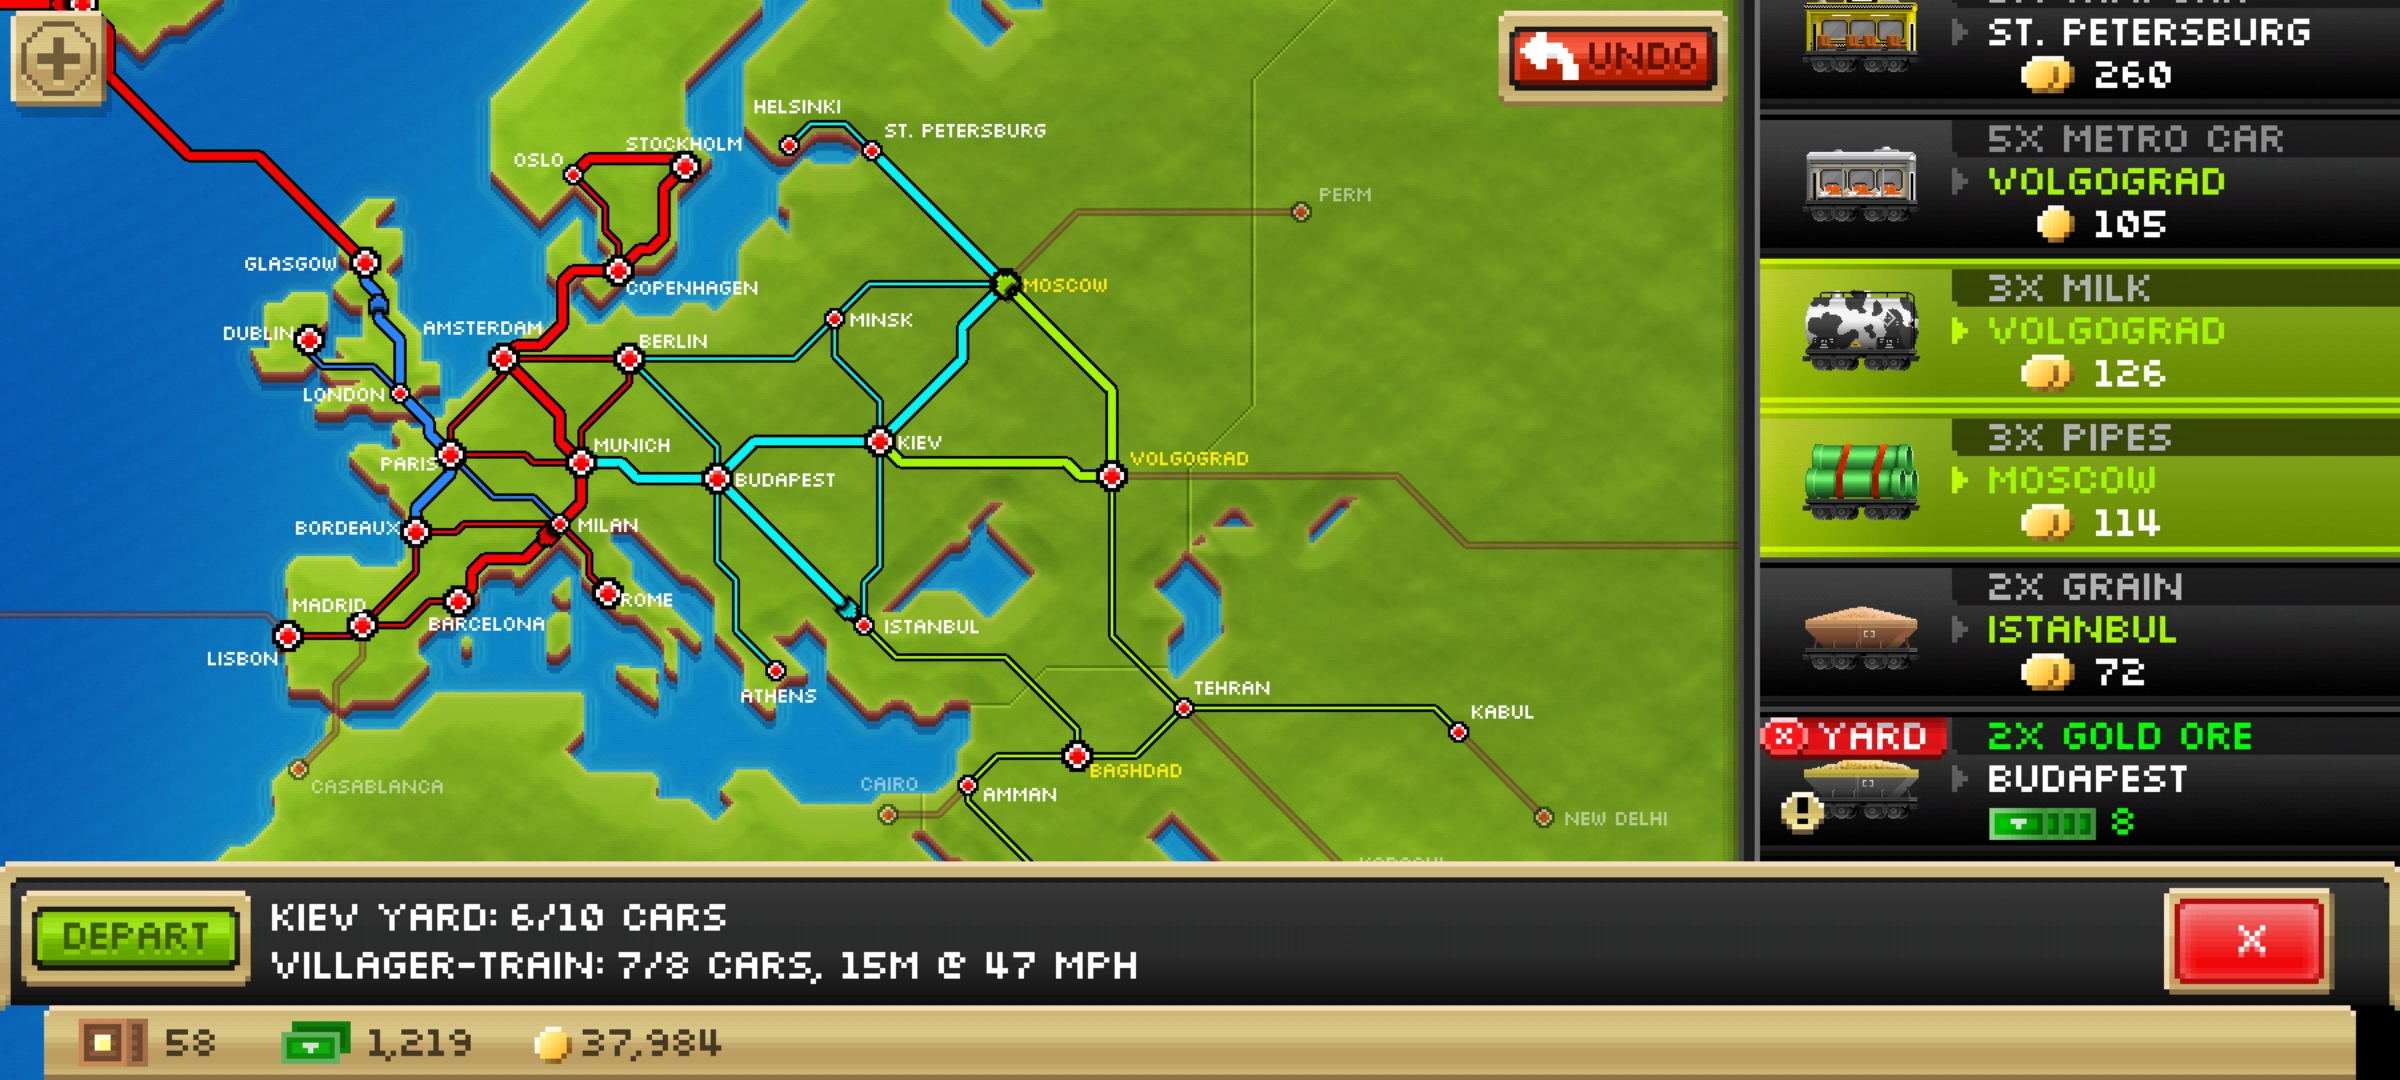 UNDO
HELSINKI
ST. PETERSBURG
STOCKHOLM
OSLO
PERM
GLASGOW
COPENHAGEN
MOSCOW
DUBLIN
AMSTERDAM
BERLIN
MINSK
LONDON
MUNICH
KIEV
PARIS
VOLGOGRAD
BUDAPEST
BORDEAUX
MILAN
MADRID
ROME
BARCELONA
ISTANBUL
LISBON
ATHENS
TEHRAN
KABUL
CASABLANCA
CAIRO
BAGHDAD
AMMAN
NEW DELHI
ST. PETERSBURG
260
5X METRO CAR
VOLGOGRAD
105
3X MILK
VOLGOGRAD
126
3X PIPES
MOSCOW
114
2X GRAIN
ISTANBUL
72
X YARD
2X GOLD ORE
BUDAPEST
! 8
DEPART
KIEV YARD: 6/10 CARS
VILLAGER-TRAIN: 7/8 CARS, 15M @ 47 MPH
X
58 1,219 37,984